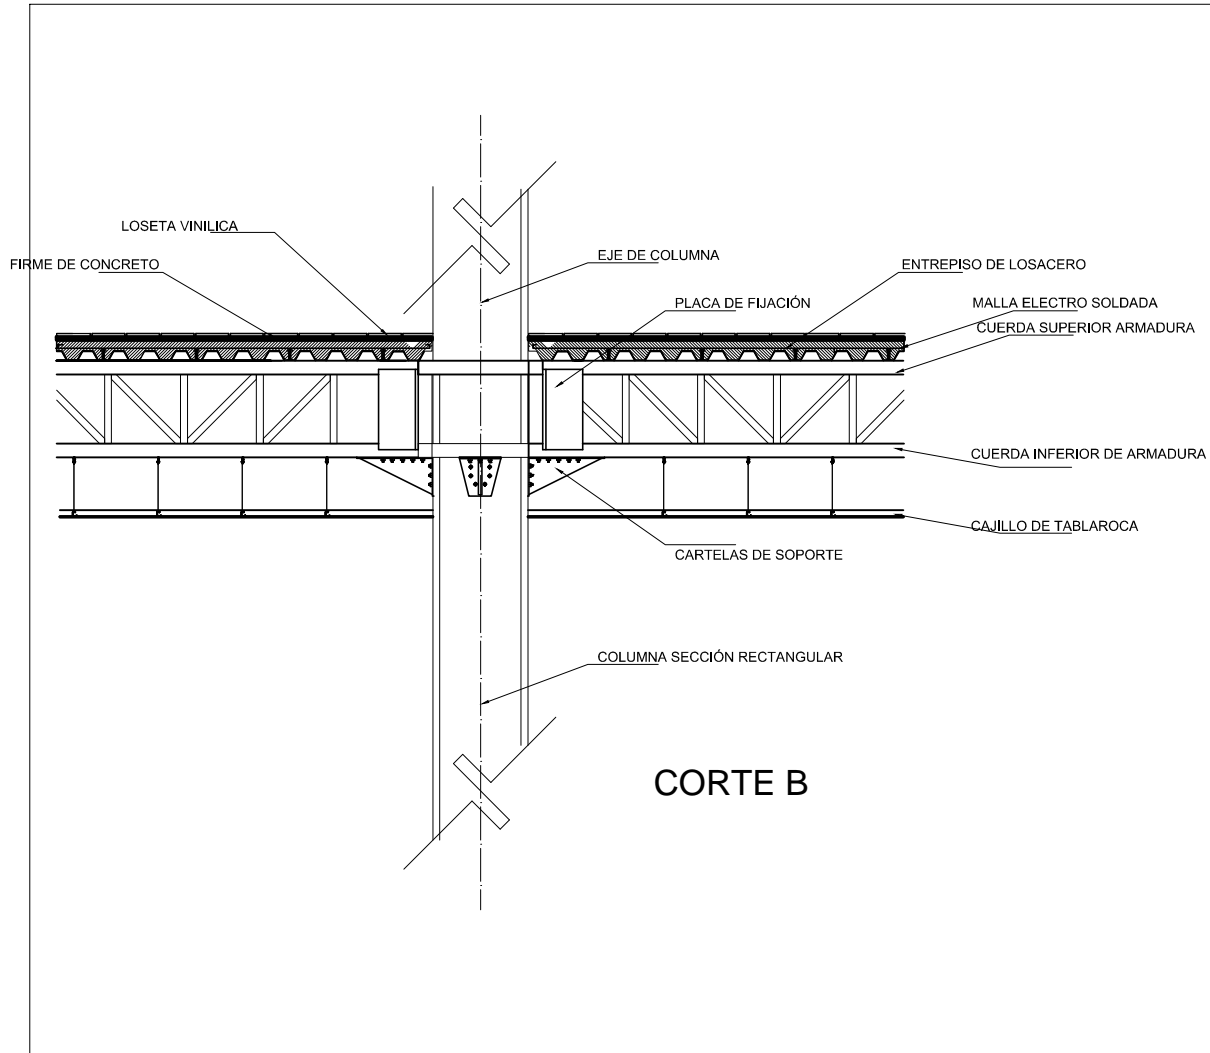 LOSETA VINILICA
FIRME DE CONCRETO
EJE DE COLUMNA
ENTREPISO DE LOSACERO
PLACA DE FIJACIÓN
MALLA ELECTRO SOLDADA
CUERDA SUPERIOR ARMADURA
CUERDA INFERIOR DE ARMADURA
CAJILLO DE TABLAROCA
CARTELAS DE SOPORTE
COLUMNA SECCIÓN RECTANGULAR
CORTE B